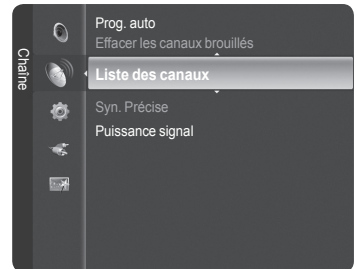 Chaîne
Prog. auto
Effacer les canaux brouillés
Liste des canaux
Syn. Précise
Puissance signal